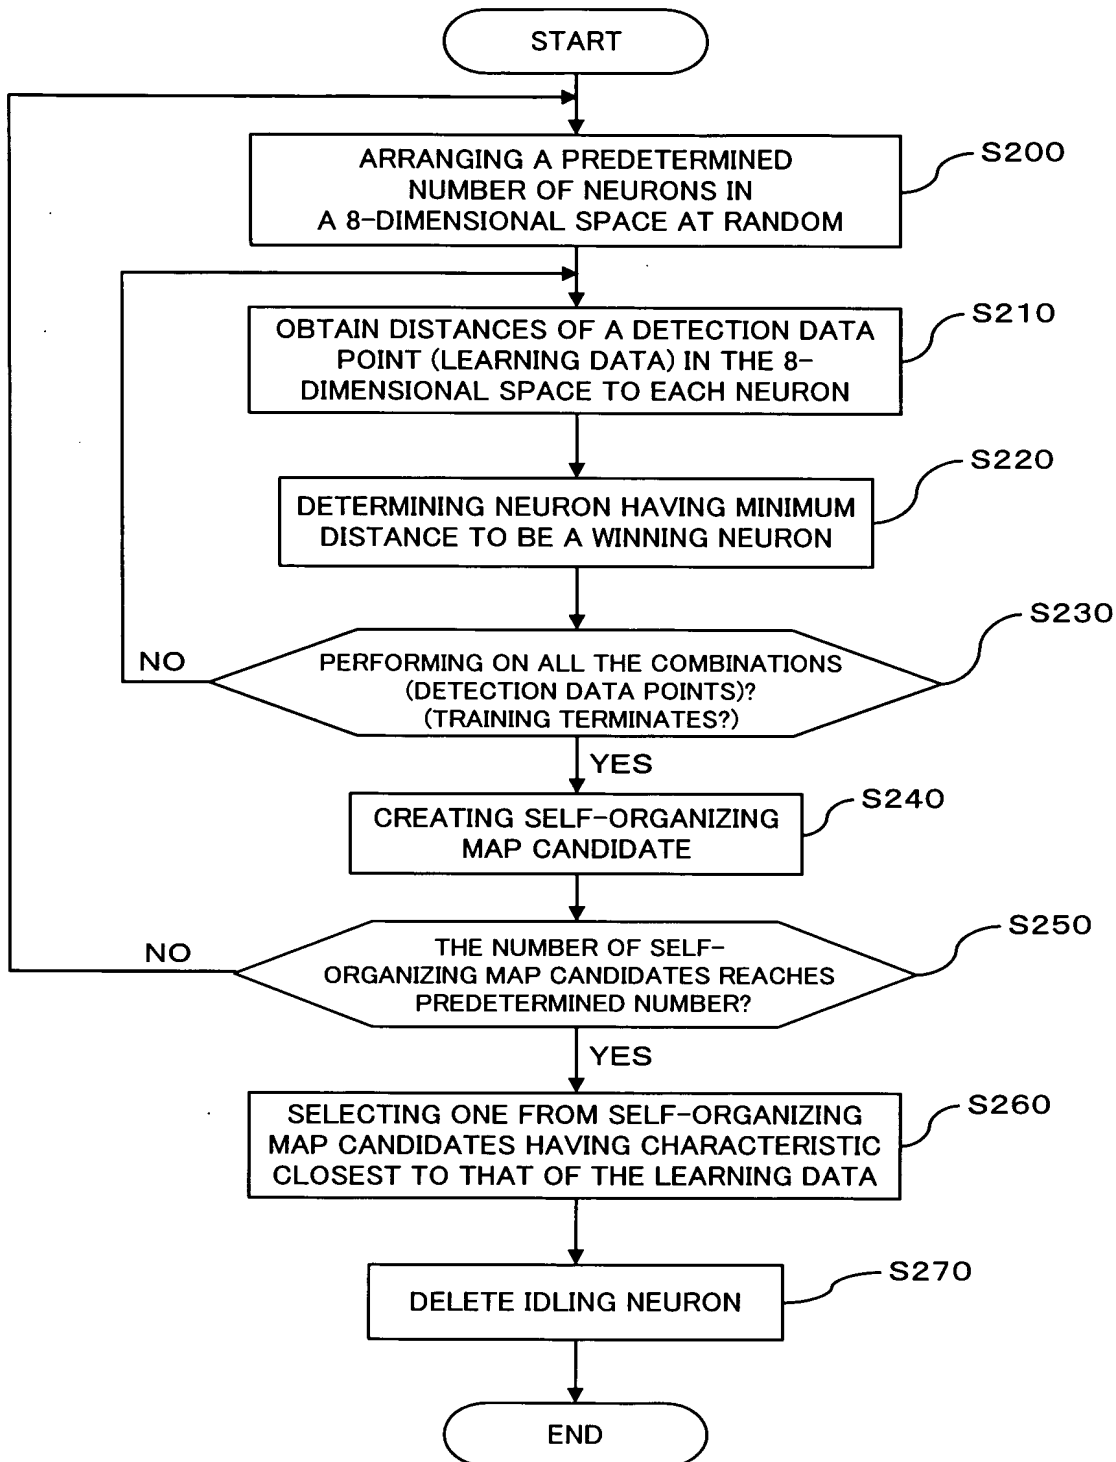 START
ARRANGING A PREDETERMINED
NUMBER OF NEURONS IN
A 8-DIMENSIONAL SPACE AT RANDOM
S200
OBTAIN DISTANCES OF A DETECTION DATA
POINT (LEARNING DATA) IN THE 8-
DIMENSIONAL SPACE TO EACH NEURON
S210
DETERMINING NEURON HAVING MINIMUM
DISTANCE TO BE A WINNING NEURON
S220
PERFORMING ON ALL THE COMBINATIONS
(DETECTION DATA POINTS)?
(TRAINING TERMINATES?)
S230
NO
YES
CREATING SELF-ORGANIZING
MAP CANDIDATE
S240
THE NUMBER OF SELF-
ORGANIZING MAP CANDIDATES REACHES
PREDETERMINED NUMBER?
S250
NO
YES
SELECTING ONE FROM SELF-ORGANIZING
MAP CANDIDATES HAVING CHARACTERISTIC
CLOSEST TO THAT OF THE LEARNING DATA
S260
DELETE IDLING NEURON
S270
END